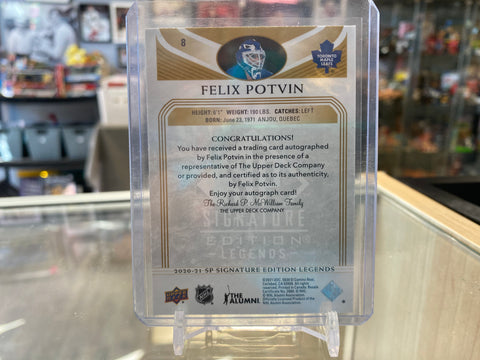 8
TORONTO
MAPLE
LEAFS
FELIX POTVIN
HEIGHT: 6'1" WEIGHT: 190 LBS. CATCHES: LEFT
BORN: June 23, 1971 ANJOU, QUEBEC
CONGRATULATIONS!
You have received a trading card autographed
by Felix Potvin in the presence of a
representative of The Upper Deck Company
or provided, and certified as to its authenticity,
by Felix Potvin.
Enjoy your autograph card!
The Richard P. McWilliam Family
THE UPPER DECK COMPANY
SIGNATURE
EDITION
LEGENDS
2020-21 SP SIGNATURE EDITION LEGENDS
UPPER DECK
NHL
THE
ALUMNI